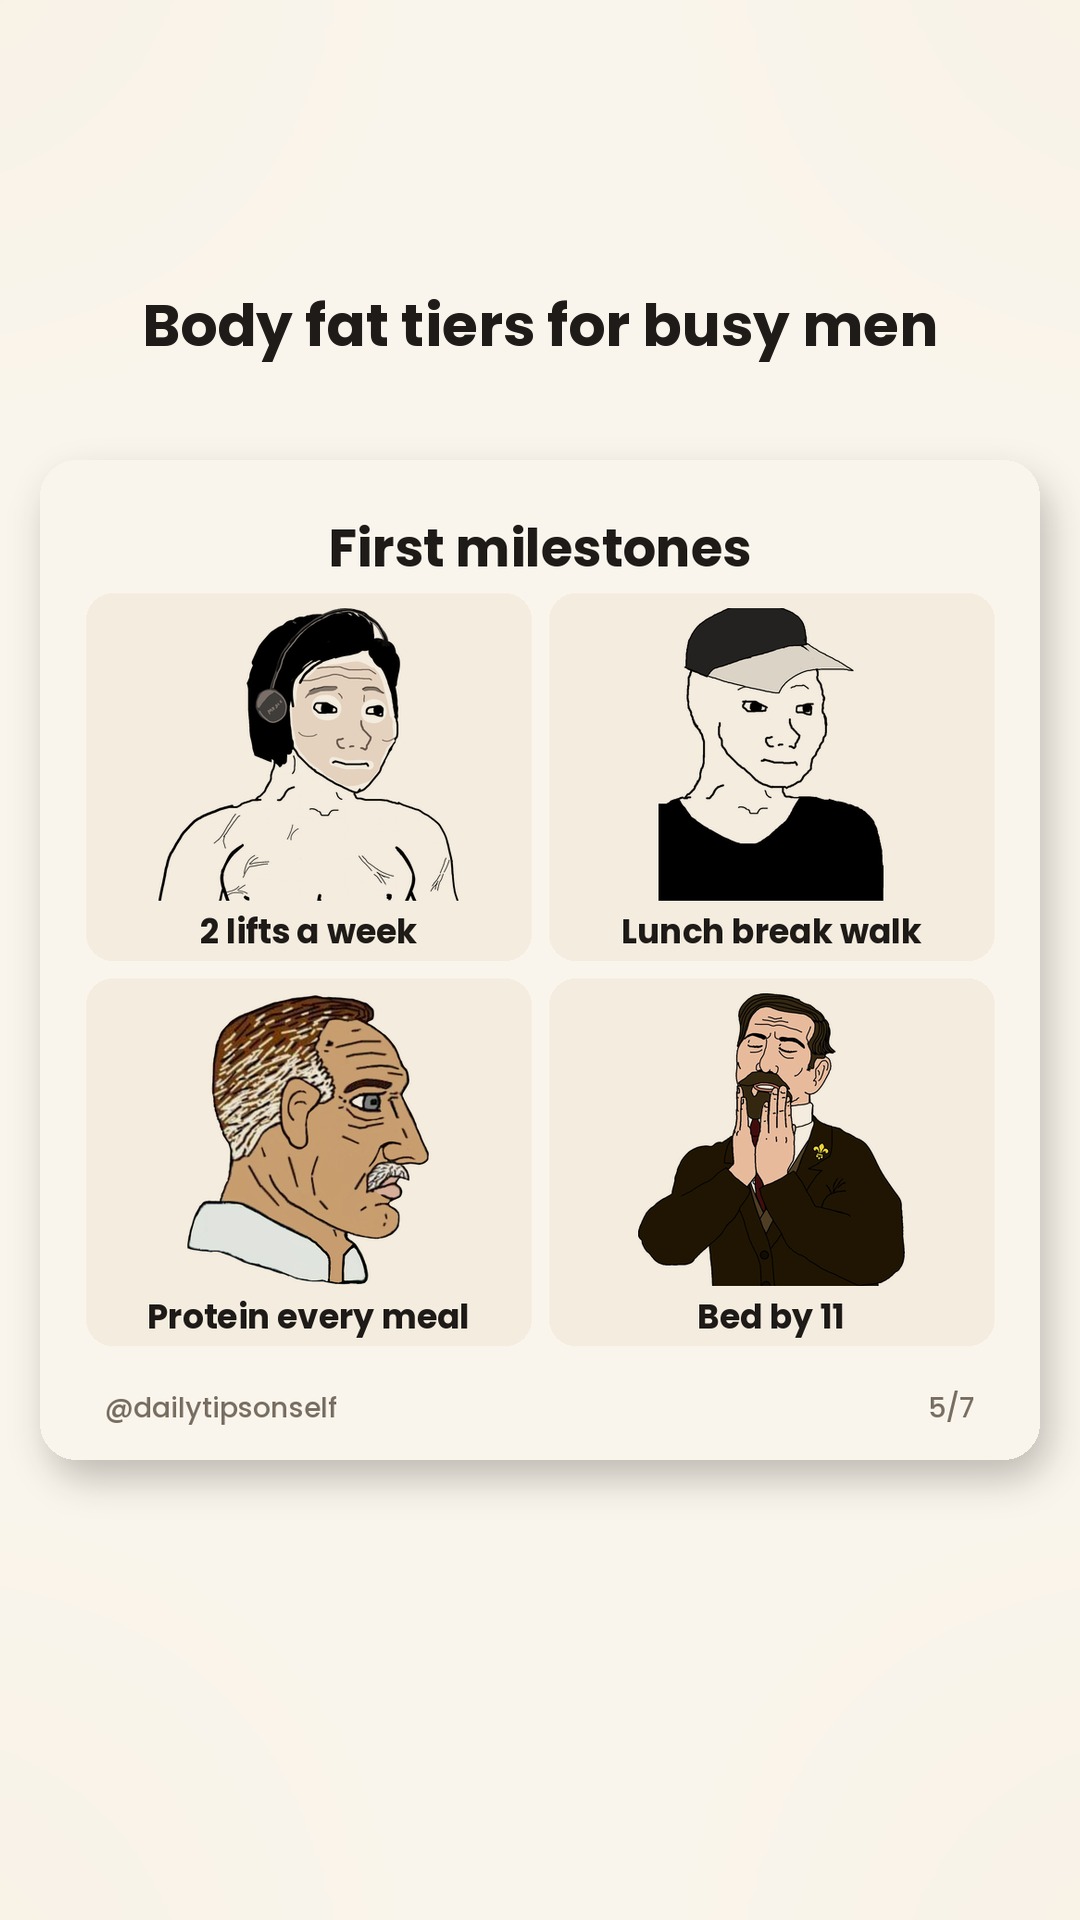 Body fat tiers for busy men
First milestones
2 lifts a week
Lunch break walk
Protein every meal
Bed by 11
@dailytipsonself
5/7